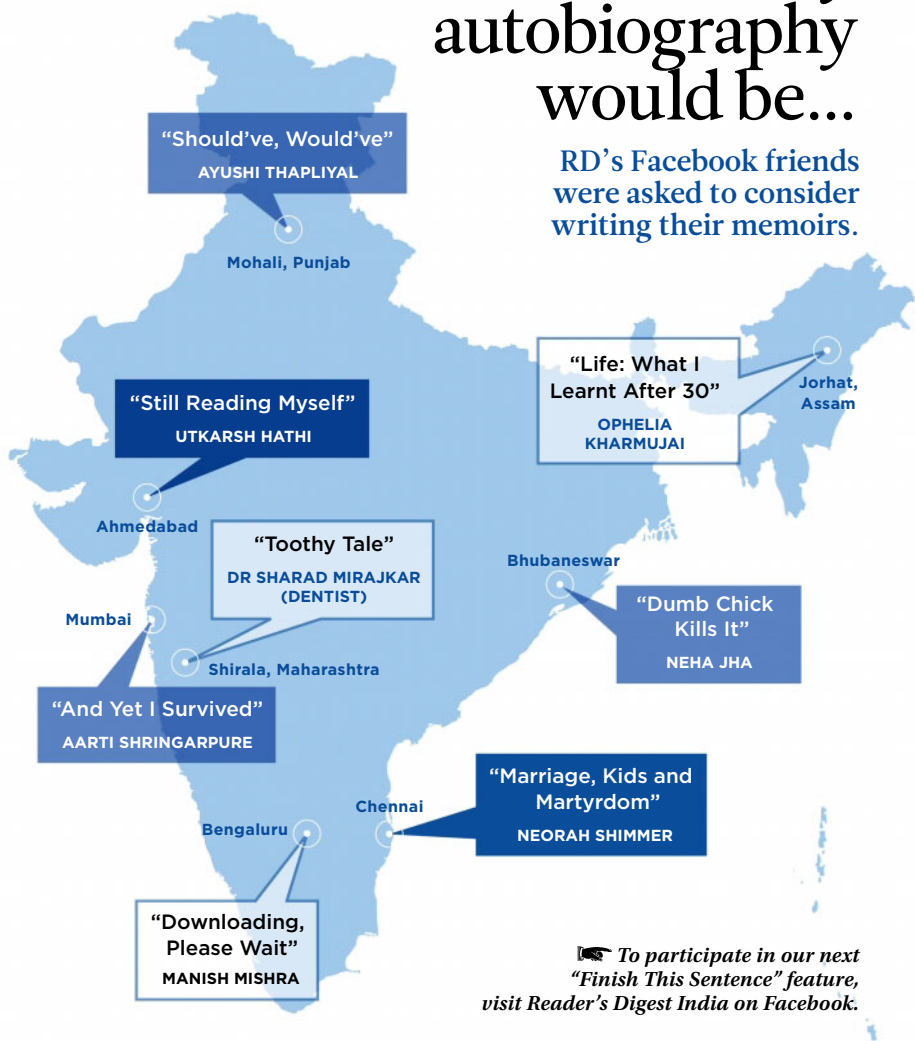 autobiography
would be...
RD’s Facebook friends
were asked to consider
writing their memoirs.
“Should’ve, Would’ve”
AYUSHI THAPLIYAL
Mohali, Punjab
“Life: What I
Learnt After 30”
OPHELIA
KHARMUJAI
Jorhat,
Assam
“Still Reading Myself”
UTKARSH HATHI
Ahmedabad
“Toothy Tale”
DR SHARAD MIRAJKAR
(DENTIST)
Shirala, Maharashtra
Bhubaneswar
“Dumb Chick
Kills It”
NEHA JHA
Mumbai
“And Yet I Survived”
AARTI SHRINGARPURE
Chennai
“Marriage, Kids and
Martyrdom”
NEORAH SHIMMER
Bengaluru
“Downloading,
Please Wait”
MANISH MISHRA
To participate in our next
“Finish This Sentence” feature,
visit Reader’s Digest India on Facebook.